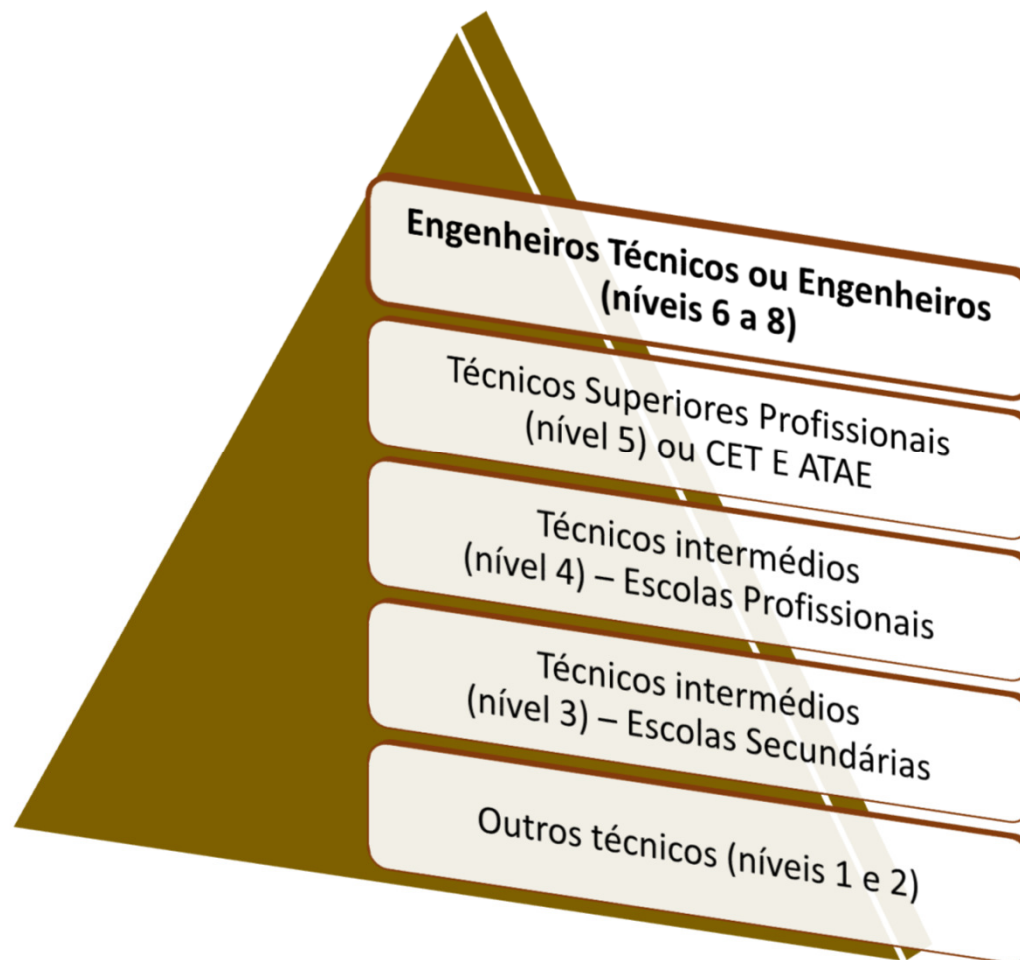 Engenheiros Técnicos ou Engenheiros
(níveis 6 a 8)
Técnicos Superiores Profissionais
(nível 5) ou CET E ATAE
Técnicos intermédios
(nível 4) – Escolas Profissionais
Técnicos intermédios
(nível 3) – Escolas Secundárias
Outros técnicos (níveis 1 e 2)